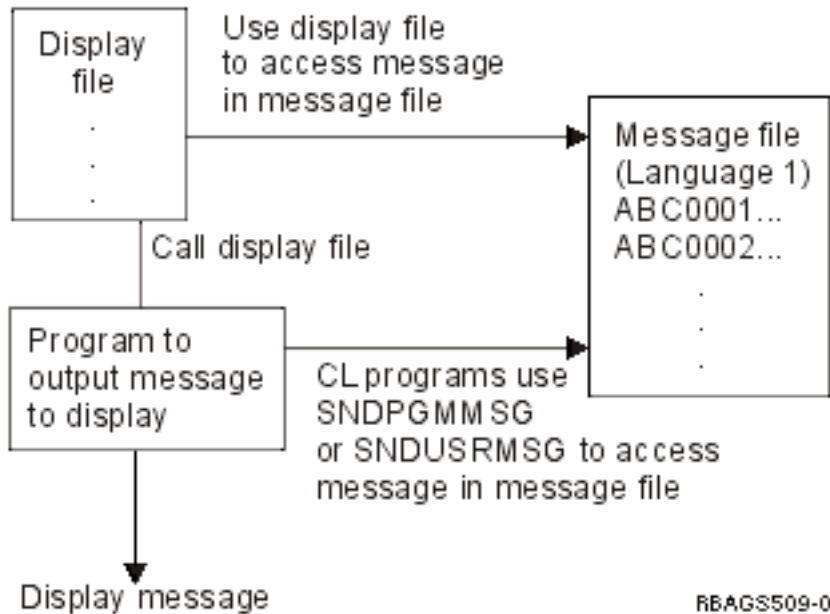 Display
file
.
.
.
Use display file
to access message
in message file
Message file
(Language 1)
ABC0001...
ABC0002...
.
.
.
Call display file
Program to
output message
to display
CL programs use
SNDPGMMSG
or SNDUSRMSG to access
message in message file
Display message
RBAGS509-0